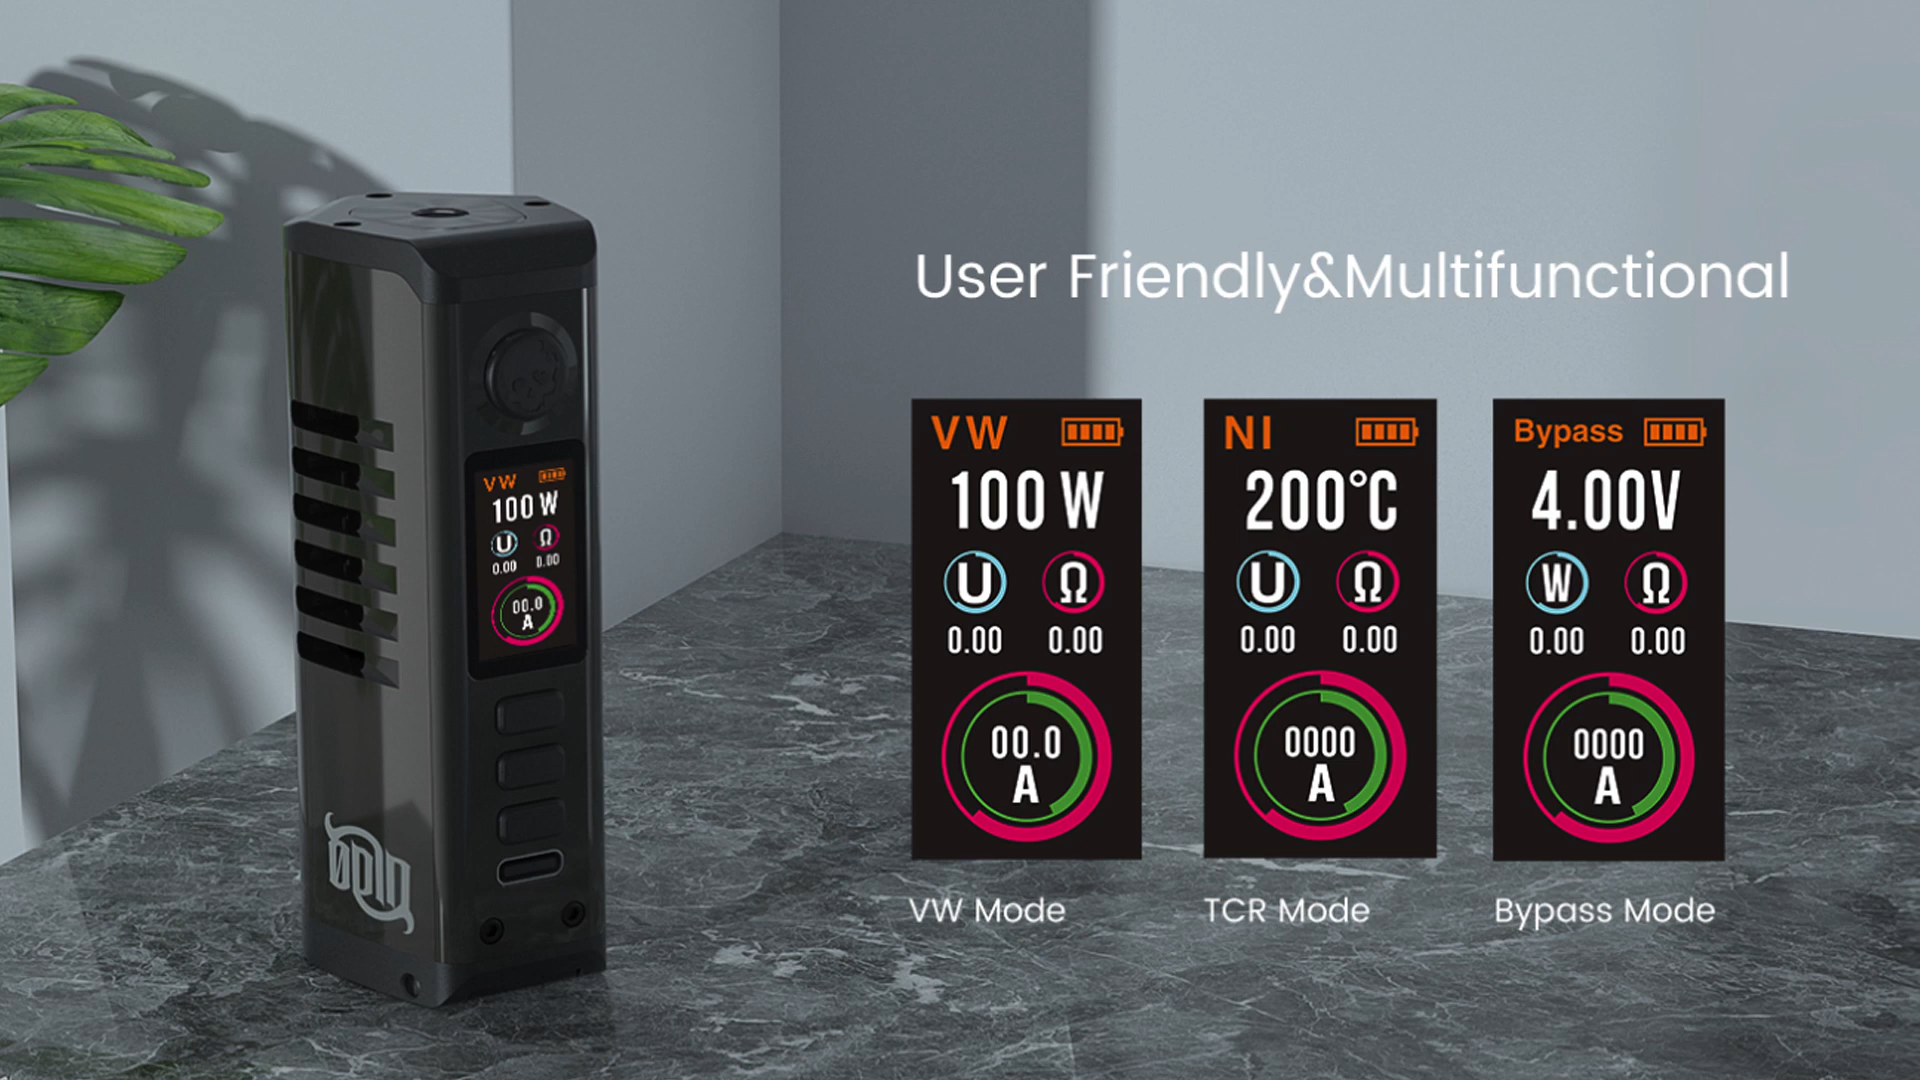 User Friendly&Multifunctional
VW
100 W
U Ω
0.00 0.00
00.0
A
VW
100 W
U Ω
0.00 0.00
00.0
A
VW Mode
NI
200°C
U Ω
0.00 0.00
0000
A
TCR Mode
Bypass
4.00V
W Ω
0.00 0.00
0000
A
Bypass Mode